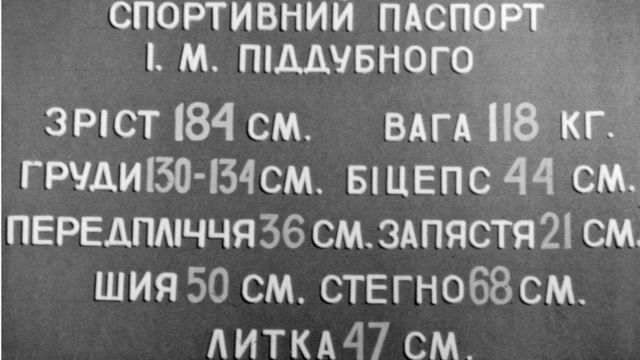 СПОРТИВНИЙ ПАСПОРТ
І. М. ПІДДУБНОГО
ЗРІСТ 184 СМ. ВАГА 118 КГ.
ГРУДИ 130-134 СМ. БІЦЕПС 44 СМ.
ПЕРЕДПЛІЧЧЯ 36 СМ. ЗАПЯСТЯ 21 СМ.
ШИЯ 50 СМ. СТЕГНО 68 СМ.
ЛИТКА 47 СМ.